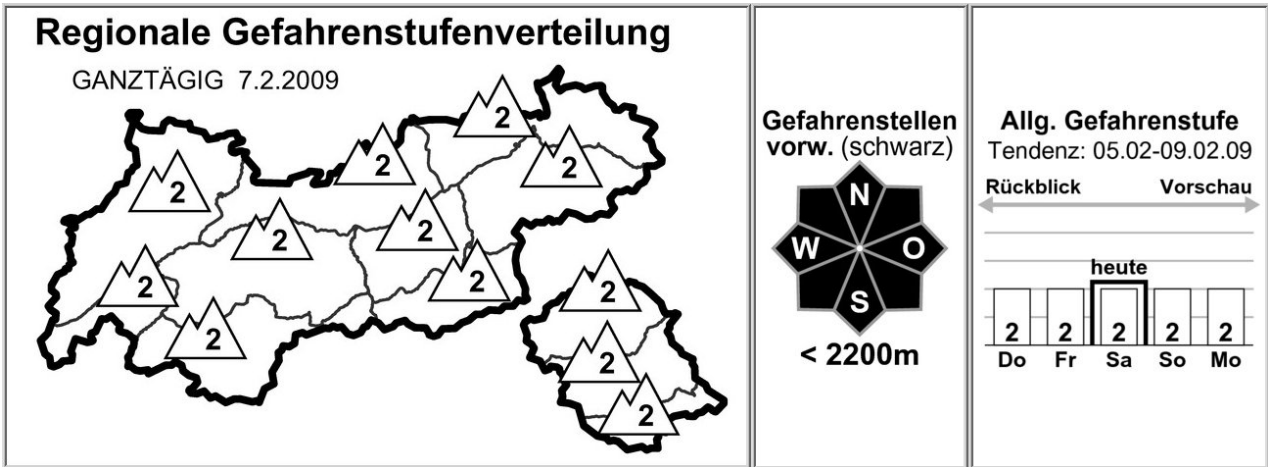 Regionale Gefahrenstufenverteilung
GANZTÄGIG 7.2.2009
2
2
2
2
2
2
2
2
2
2
2
2
Gefahrenstellen
vorw. (schwarz)
N
W O
S
< 2200m
Allg. Gefahrenstufe
Tendenz: 05.02-09.02.09
Rückblick Vorschau
heute
2 2 2 2 2
Do Fr Sa So Mo